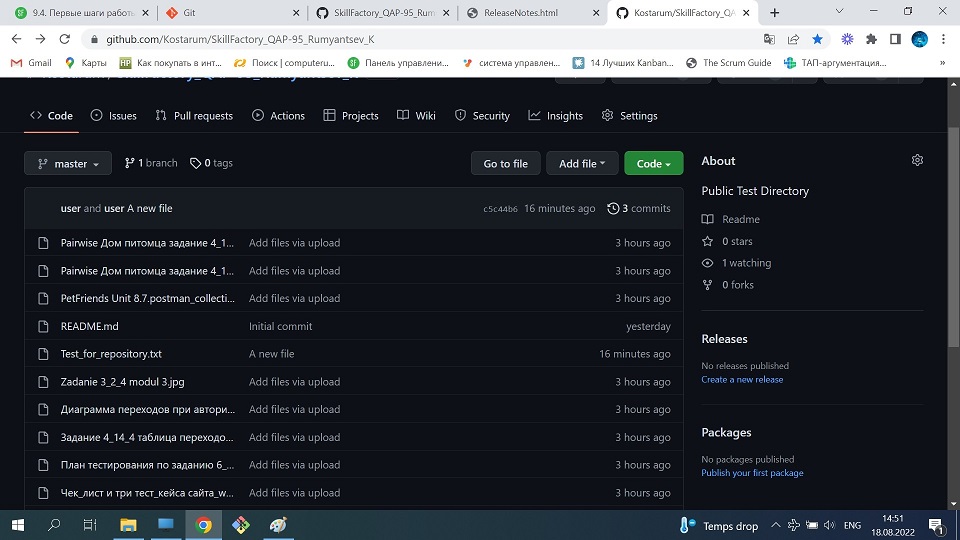 9.4. Первые шаги работы
Git
SkillFactory_QAP-95_Rum
ReleaseNotes.html
Kostarum/SkillFactory_QA
github.com/Kostarum/SkillFactory_QAP-95_Rumyantsev_K
Gmail
Карты
Как покупать в инт...
Поиск | computeru...
Панель управлени...
система управлен...
14 Лучших Kanban...
The Scrum Guide
ТАП-аргументация...
»
Code
Issues
Pull requests
Actions
Projects
Wiki
Security
Insights
Settings
master
1 branch
0 tags
Go to file
Add file
Code
user and user A new file
c5c44b6 16 minutes ago
3 commits
Pairwise Дом питомца задание 4_1... Add files via upload 3 hours ago
Pairwise Дом питомца задание 4_1... Add files via upload 3 hours ago
PetFriends Unit 8.7.postman_collecti... Add files via upload 3 hours ago
README.md Initial commit yesterday
Test_for_repository.txt A new file 16 minutes ago
Zadanie 3_2_4 modul 3.jpg Add files via upload 3 hours ago
Диаграмма переходов при автори... Add files via upload 3 hours ago
Задание 4_14_4 таблица переходо... Add files via upload 3 hours ago
План тестирования по заданию 6_... Add files via upload 3 hours ago
Чек_лист и три тест_кейса сайта_w... Add files via upload 3 hours ago
About
Public Test Directory
Readme
0 stars
1 watching
0 forks
Releases
No releases published
Create a new release
Packages
No packages published
Publish your first package
Temps drop
ENG
14:51
18.08.2022
1